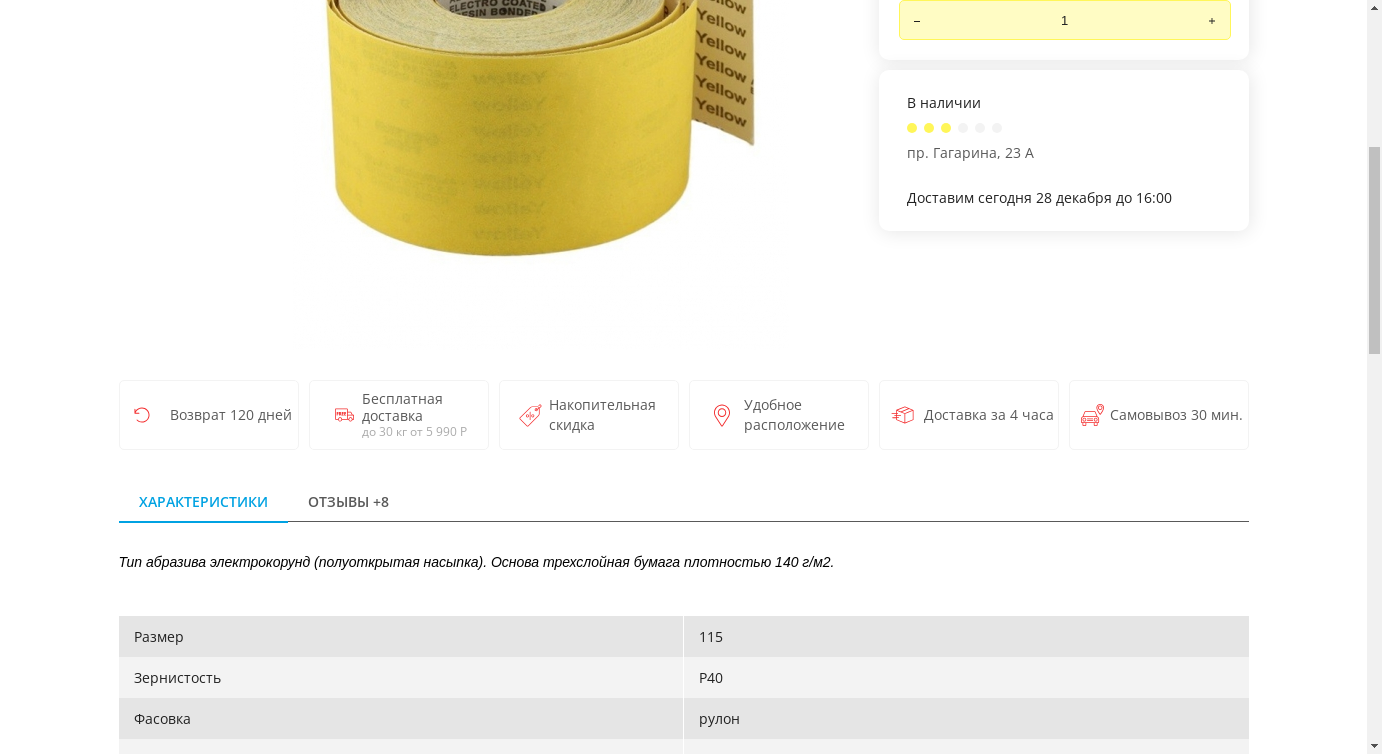 ELECTRO COATED
RESIN BONDED
Yellow
Yellow
Yellow
Yellow
–
1
+
В наличии
пр. Гагарина, 23 А
Доставим сегодня 28 декабря до 16:00
Возврат 120 дней
FREE
Бесплатная
доставка
до 30 кг от 5 990 Р
Накопительная
скидка
Удобное
расположение
Доставка за 4 часа
Самовывоз 30 мин.
ХАРАКТЕРИСТИКИ
ОТЗЫВЫ +8
Тип абразива электрокорунд (полуоткрытая насыпка). Основа трехслойная бумага плотностью 140 г/м2.
Размер
115
Зернистость
P40
Фасовка
рулон